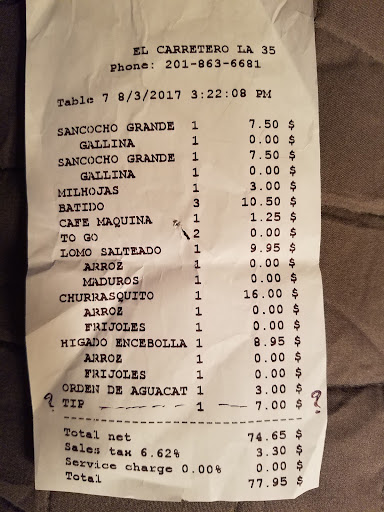 EL CARRETERO LA 35
Phone: 201-863-6681
Table 7 8/3/2017 3:22:08 PM
SANCOCHO GRANDE 1 7.50 $
GALLINA 1 0.00 $
SANCOCHO GRANDE 1 7.50 $
GALLINA 1 0.00 $
MILHOJAS 1 3.00 $
BATIDO 3 10.50 $
CAFE MAQUINA 1 1.25 $
TO GO 2 0.00 $
LOMO SALTEADO 1 9.95 $
ARROZ 1 0.00 $
MADUROS 1 0.00 $
CHURRASQUITO 1 16.00 $
ARROZ 1 0.00 $
FRIJOLES 1 0.00 $
HIGADO ENCEBOLLA 1 8.95 $
ARROZ 1 0.00 $
FRIJOLES 1 0.00 $
ORDEN DE AGUACAT 1 3.00 $
? TIP 1 7.00 $ ?
Total net 74.65 $
Sales tax 6.62% 3.30 $
Service charge 0.00% 0.00 $
Total 77.95 $